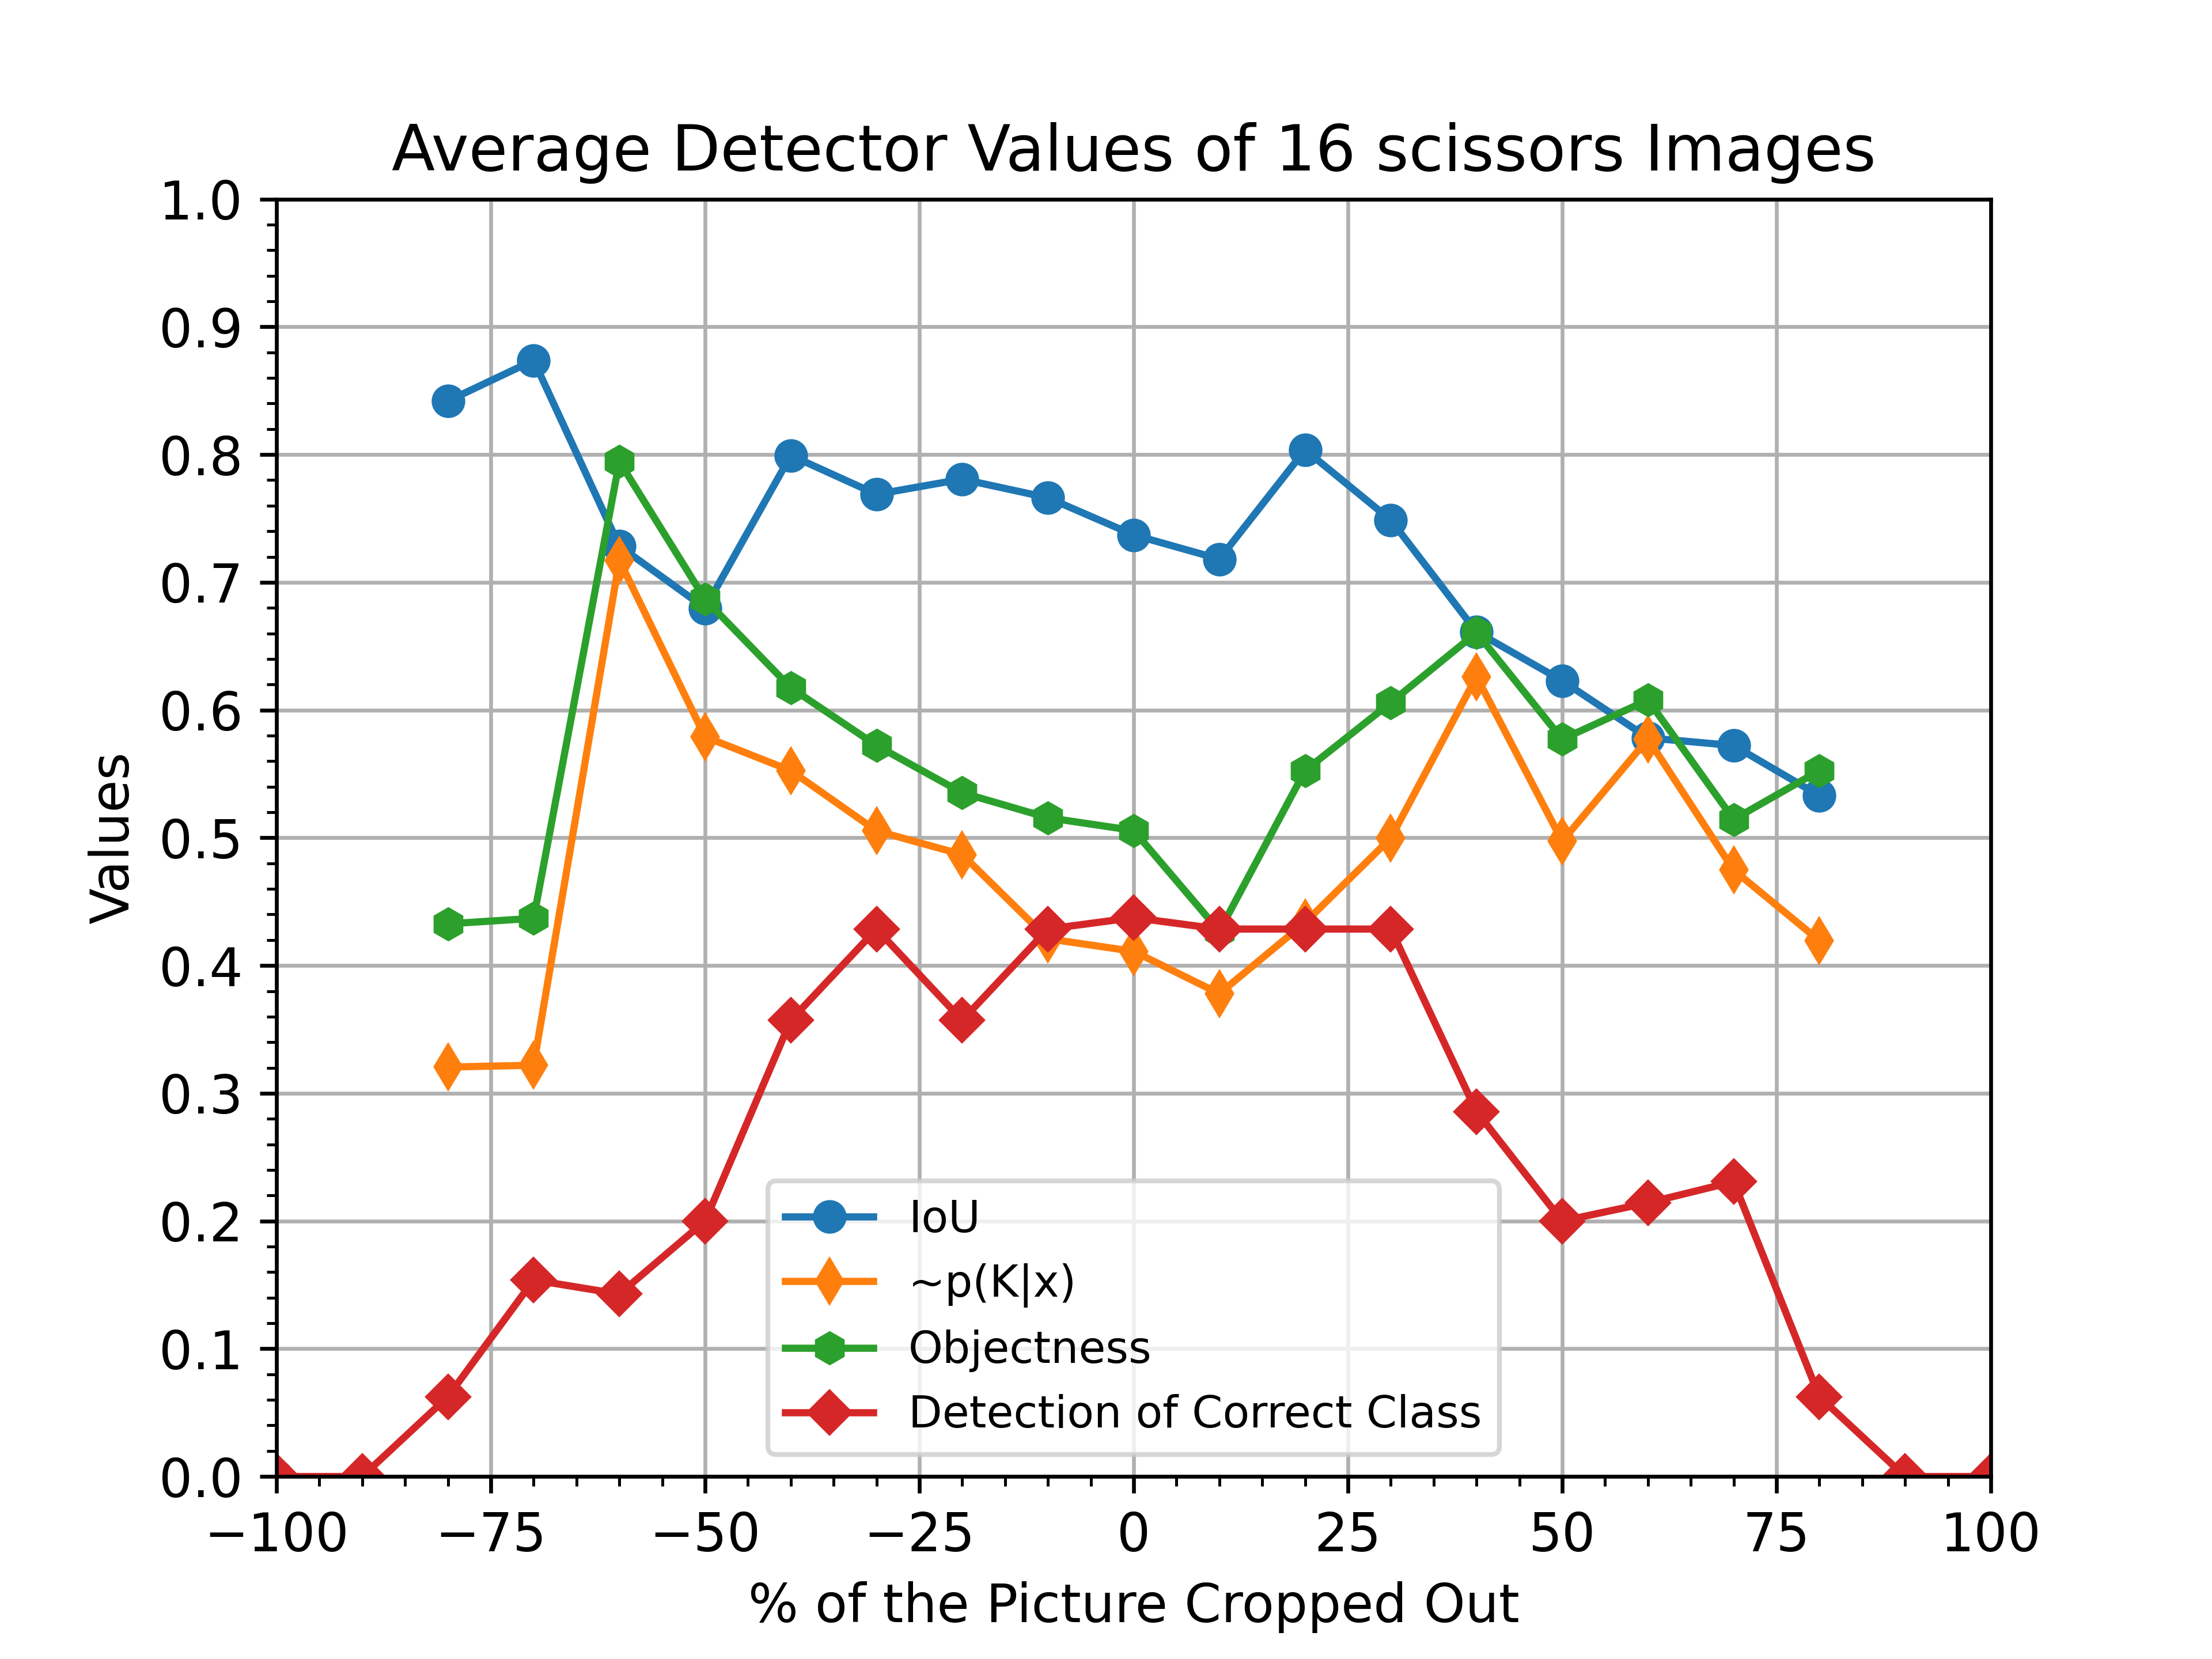 Average Detector Values of 16 scissors Images
1.0
0.9
0.8
0.7
0.6
0.5
0.4
0.3
0.2
0.1
0.0
Values
IoU
~p(K|x)
Objectness
Detection of Correct Class
−100 −75 −50 −25 0 25 50 75 100
% of the Picture Cropped Out